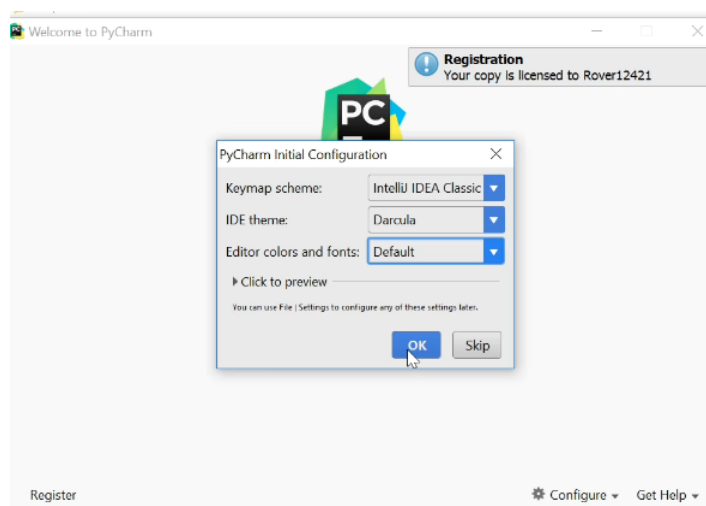 PC Welcome to PyCharm
Registration
Your copy is licensed to Rover12421
PC
PyCharm Initial Configuration
Keymap scheme: IntelliJ IDEA Classic
IDE theme: Darcula
Editor colors and fonts: Default
Click to preview
You can use File | Settings to configure any of these settings later.
OK Skip
Register Configure Get Help